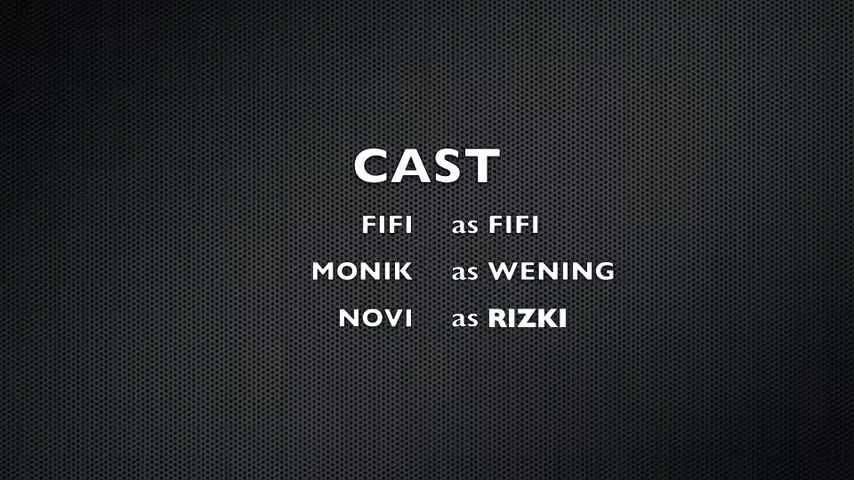 CAST
FIFI as FIFI
MONIK as WENING
NOVI as RIZKI